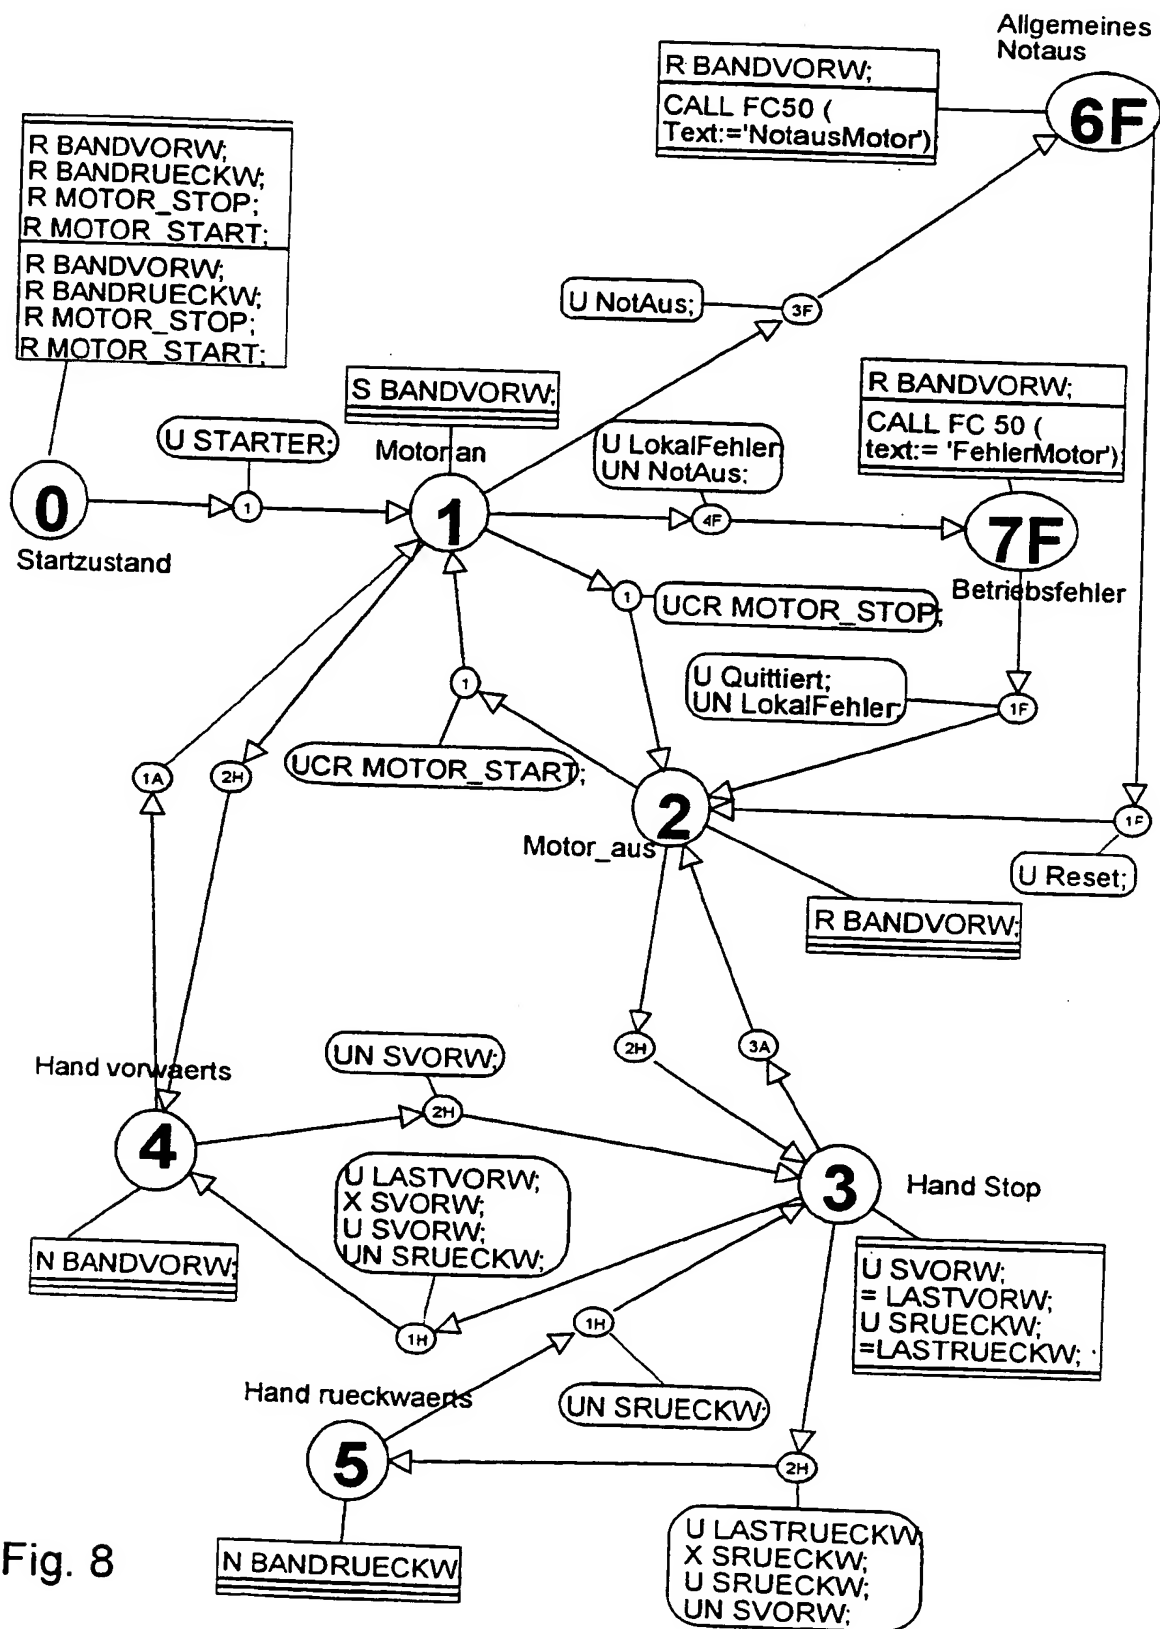 Allgemeines
Notaus
R BANDVORW;
CALL FC50 (
Text:='NotausMotor')
6F
R BANDVORW;
R BANDRUECKW;
R MOTOR_STOP;
R MOTOR_START;
R BANDVORW;
R BANDRUECKW;
R MOTOR_STOP;
R MOTOR_START;
U NotAus;
3F
S BANDVORW;
R BANDVORW;
CALL FC 50 (
text:= 'FehlerMotor')
U STARTER;
Motor an
U LokalFehler
UN NotAus;
0
1
1
4F
7F
Startzustand
Betriebsfehler
1
UCR MOTOR_STOP;
1
U Quittiert;
UN LokalFehler
1F
UCR MOTOR_START;
1A
2H
2
1F
Motor_aus
U Reset;
R BANDVORW;
2H
3A
UN SVORW;
Hand vorwaerts
2H
4
3
Hand Stop
U LASTVORW;
X SVORW;
U SVORW;
UN SRUECKW;
N BANDVORW;
U SVORW;
= LASTVORW;
U SRUECKW;
=LASTRUECKW;
1H
1H
Hand rueckwaerts
UN SRUECKW;
5
2H
N BANDRUECKW
U LASTRUECKW
X SRUECKW;
U SRUECKW;
UN SVORW;
Fig. 8